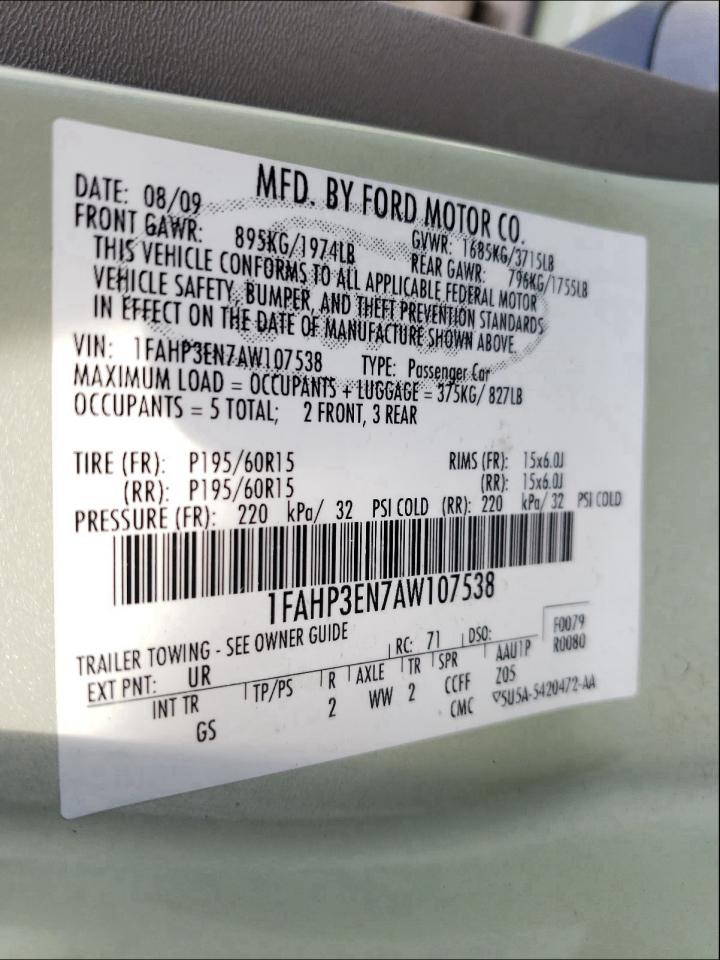 MFD. BY FORD MOTOR CO.
DATE: 08/09 GVWR: 1685KG/3715LB
FRONT GAWR: 895KG/1974LB REAR GAWR: 796KG/1755LB
THIS VEHICLE CONFORMS TO ALL APPLICABLE FEDERAL MOTOR
VEHICLE SAFETY, BUMPER, AND THEFT PREVENTION STANDARDS
IN EFFECT ON THE DATE OF MANUFACTURE SHOWN ABOVE.
VIN: 1FAHP3EN7AW107538 TYPE: Passenger Car
MAXIMUM LOAD = OCCUPANTS + LUGGAGE = 375KG/ 827LB
OCCUPANTS = 5 TOTAL; 2 FRONT, 3 REAR
TIRE (FR): P195/60R15 RIMS (FR): 15x6.0J
(RR): P195/60R15 (RR): 15x6.0J
PRESSURE (FR): 220 kPa/ 32 PSI COLD (RR): 220 kPa/ 32 PSI COLD
1FAHP3EN7AW107538
TRAILER TOWING - SEE OWNER GUIDE F0079
EXT PNT: UR RC: 71 DSO: AAU1P R0080
INT TR TP/PS R AXLE TR SPR Z05
GS 2 WW 2 CCFF
CMC 5U5A-5420472-AA